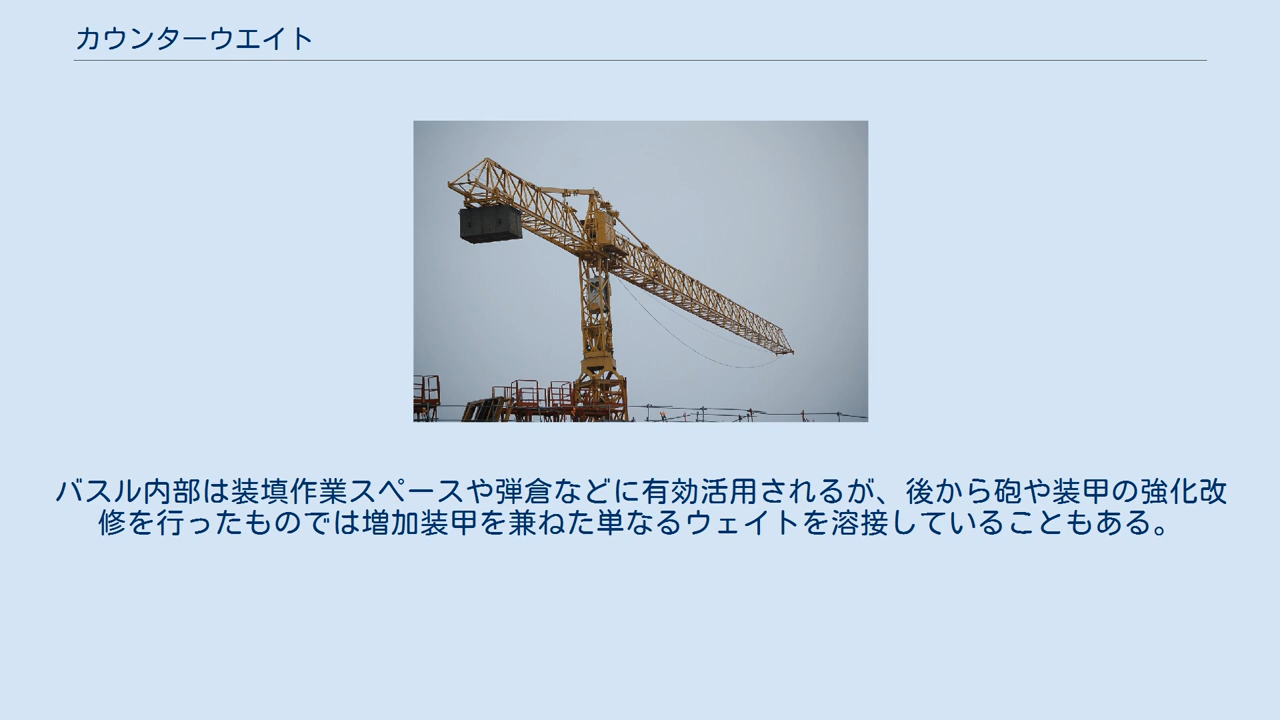 カウンターウエイト
バスル内部は装填作業スペースや弾倉などに有効活用されるが、後から砲や装甲の強化改
修を行ったものでは増加装甲を兼ねた単なるウェイトを溶接していることもある。